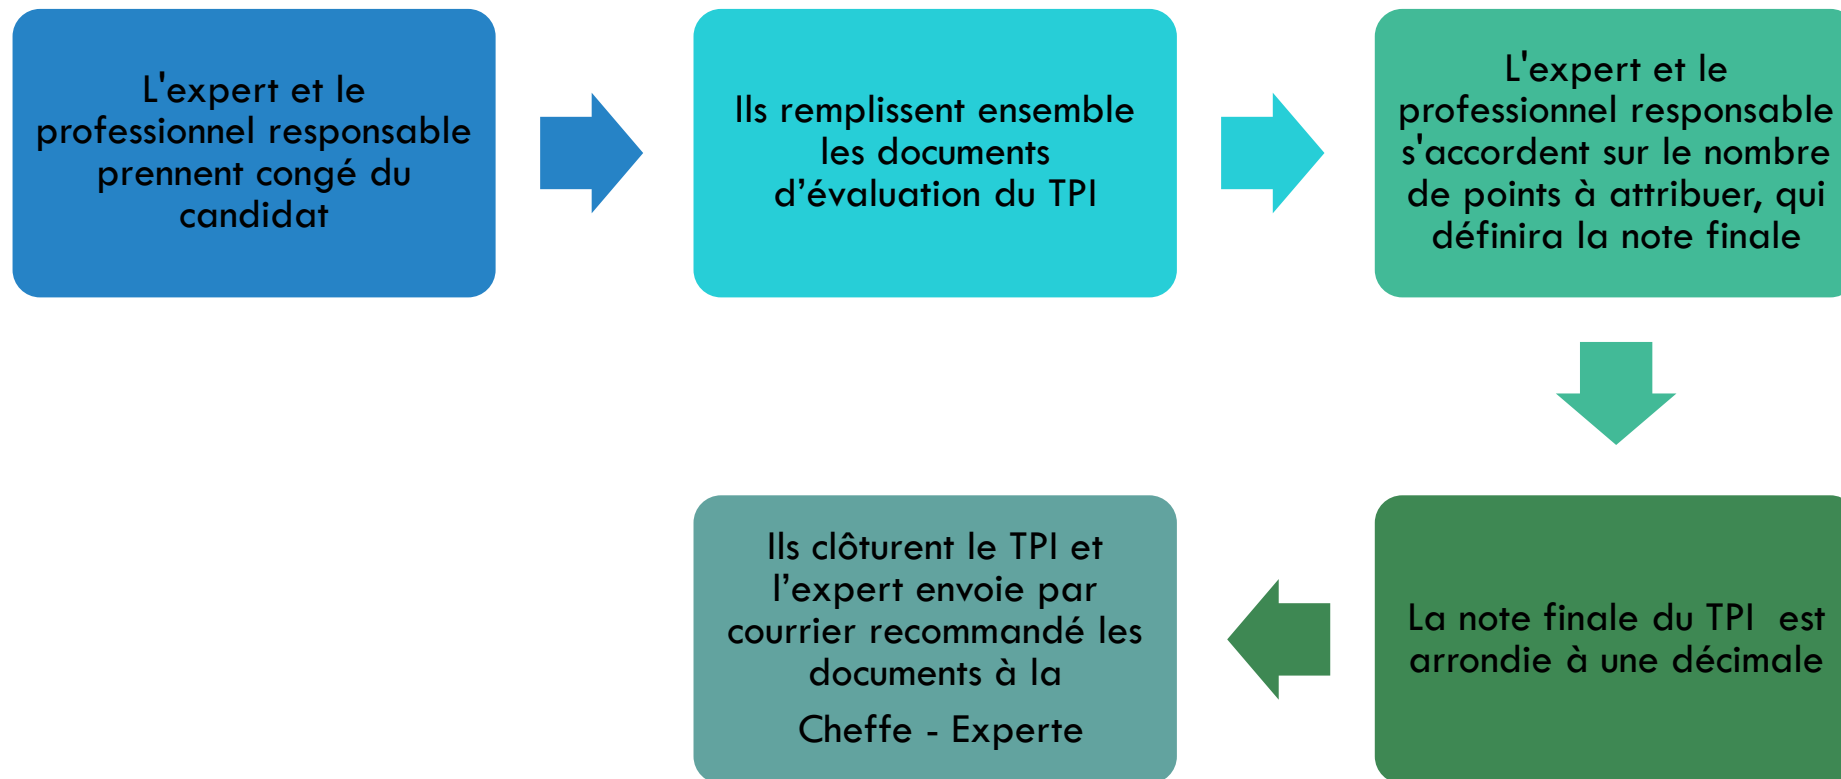 L'expert et le
professionnel responsable
prennent congé du
candidat
Ils remplissent ensemble
les documents
d’évaluation du TPI
L'expert et le
professionnel responsable
s'accordent sur le nombre
de points à attribuer, qui
définira la note finale
La note finale du TPI  est
arrondie à une décimale
Ils clôturent le TPI et
l’expert envoie par
courrier recommandé les
documents à la
Cheffe - Experte